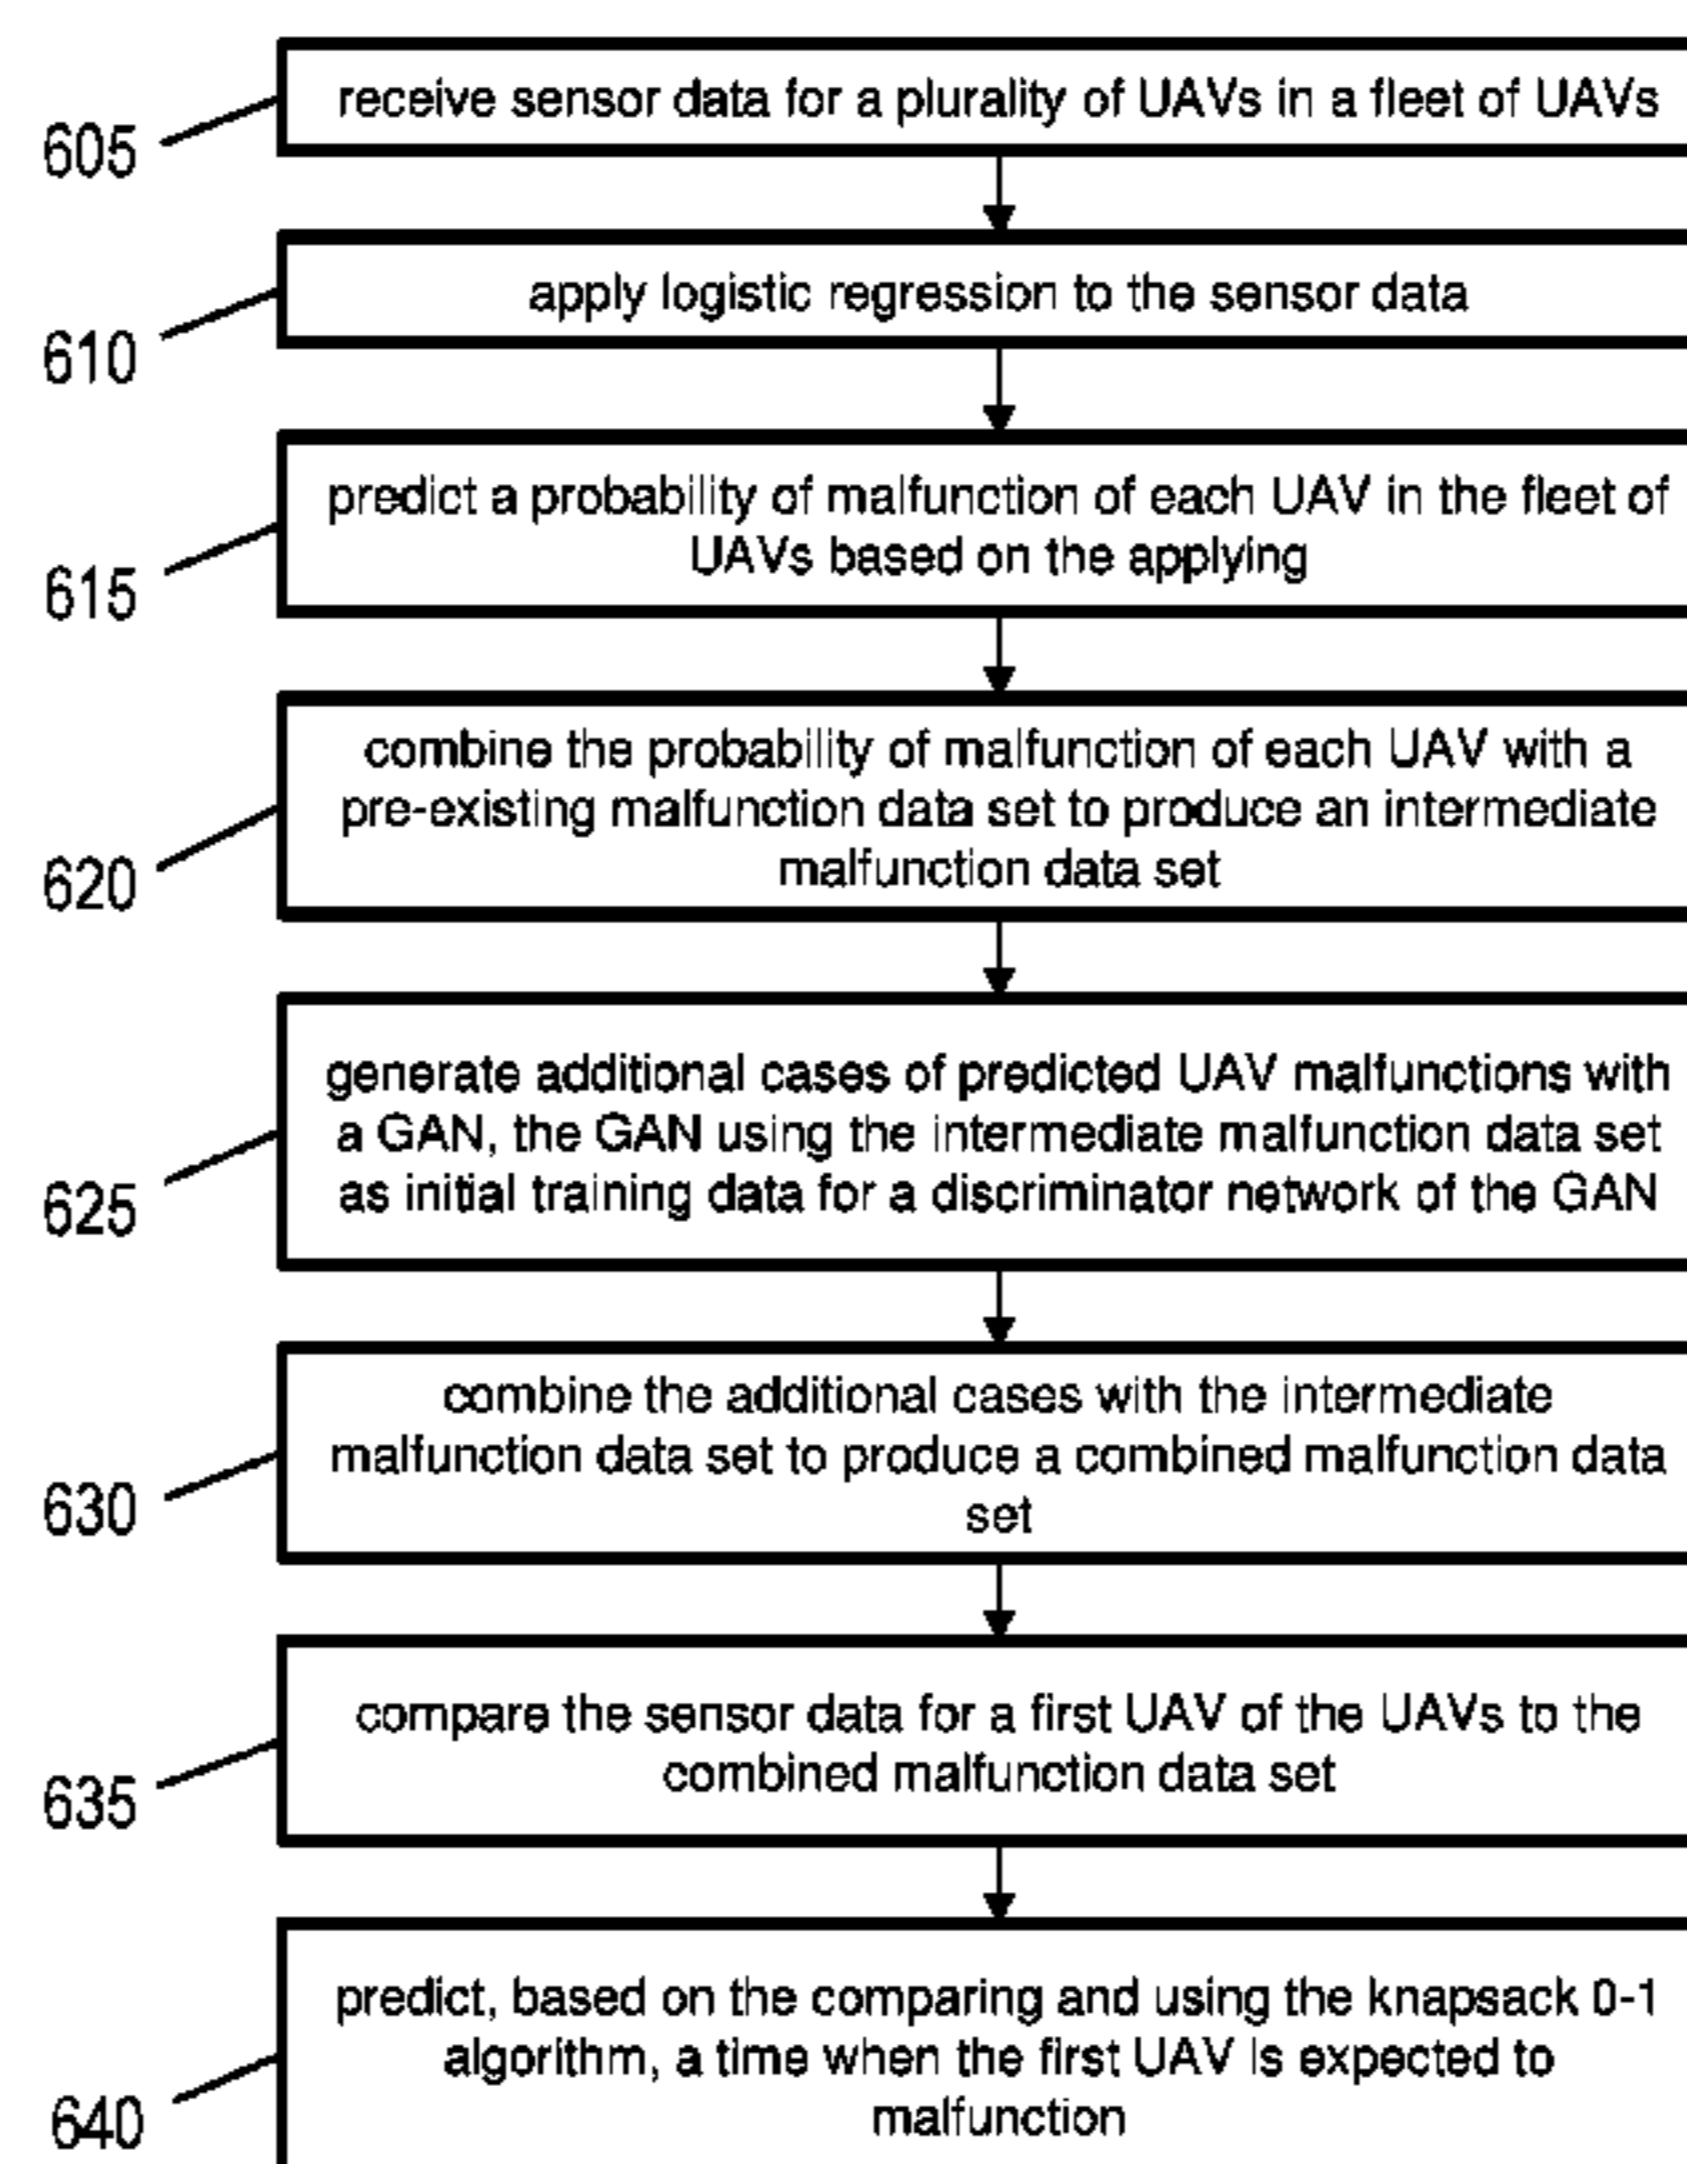 receive sensor data for a plurality of UAVs in a fleet of UAVs
605
apply logistic regression to the sensor data
610
predict a probability of malfunction of each UAV in the fleet of
UAVs based on the applying
615
combine the probability of malfunction of each UAV with a
pre-existing malfunction data set to produce an intermediate
malfunction data set
620
generate additional cases of predicted UAV malfunctions with
a GAN, the GAN using the intermediate malfunction data set
as initial training data for a discriminator network of the GAN
625
combine the additional cases with the intermediate
malfunction data set to produce a combined malfunction data
set
630
compare the sensor data for a first UAV of the UAVs to the
combined malfunction data set
635
predict, based on the comparing and using the knapsack 0-1
algorithm, a time when the first UAV is expected to
malfunction
640